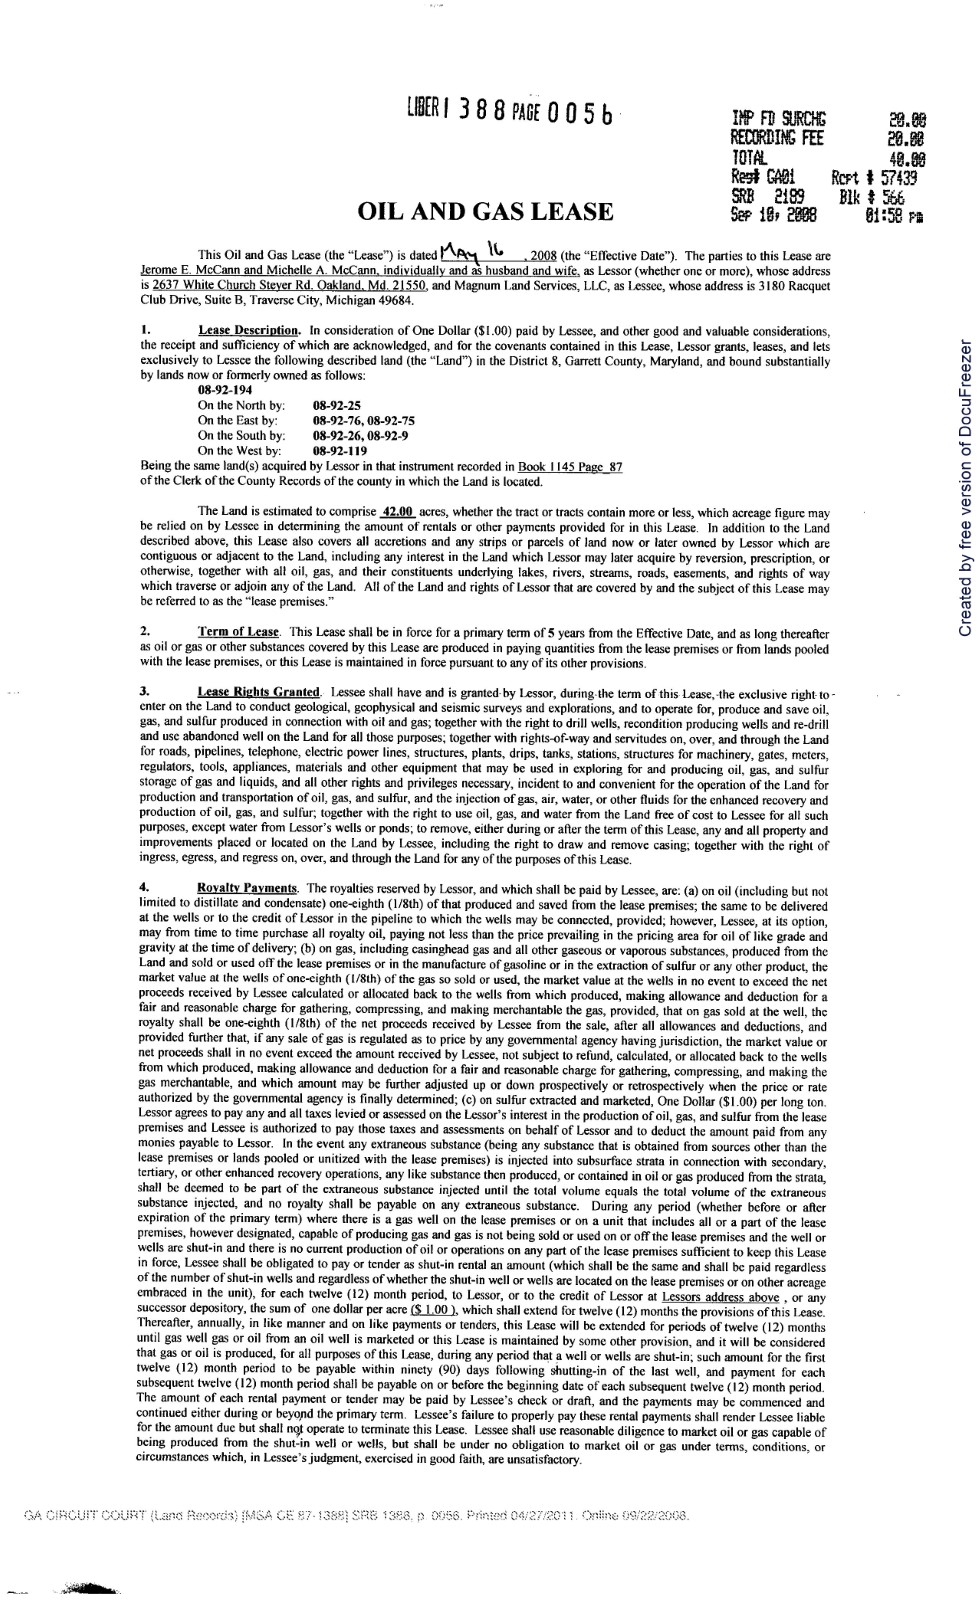 LIBER 1 3 8 8 PAGE 0 0 5 6
IMP FD SURCHG 20.00
RECORDING FEE 20.00
TOTAL 40.00
Reg# GA01 Rcpt # 57439
SRB 2189 Blk # 566
Sep 10, 2008 01:58 pm
OIL AND GAS LEASE
This Oil and Gas Lease (the “Lease”) is dated May 16, 2008 (the “Effective Date”). The parties to this Lease are
Jerome E. McCann and Michelle A. McCann, individually and as husband and wife, as Lessor (whether one or more), whose address
is 2637 White Church Steyer Rd. Oakland, Md. 21550, and Magnum Land Services, LLC, as Lessee, whose address is 3180 Racquet
Club Drive, Suite B, Traverse City, Michigan 49684.
1. Lease Description. In consideration of One Dollar ($1.00) paid by Lessee, and other good and valuable considerations,
the receipt and sufficiency of which are acknowledged, and for the covenants contained in this Lease, Lessor grants, leases, and lets
exclusively to Lessee the following described land (the “Land”) in the District 8, Garrett County, Maryland, and bound substantially
by lands now or formerly owned as follows:
08-92-194
On the North by: 08-92-25
On the East by: 08-92-76, 08-92-75
On the South by: 08-92-26, 08-92-9
On the West by: 08-92-119
Being the same land(s) acquired by Lessor in that instrument recorded in Book 1145 Page 87
of the Clerk of the County Records of the county in which the Land is located.
The Land is estimated to comprise 42.00 acres, whether the tract or tracts contain more or less, which acreage figure may
be relied on by Lessee in determining the amount of rentals or other payments provided for in this Lease. In addition to the Land
described above, this Lease also covers all accretions and any strips or parcels of land now or later owned by Lessor which are
contiguous or adjacent to the Land, including any interest in the Land which Lessor may later acquire by reversion, prescription, or
otherwise, together with all oil, gas, and their constituents underlying lakes, rivers, streams, roads, easements, and rights of way
which traverse or adjoin any of the Land. All of the Land and rights of Lessor that are covered by and the subject of this Lease may
be referred to as the “lease premises.”
2. Term of Lease. This Lease shall be in force for a primary term of 5 years from the Effective Date, and as long thereafter
as oil or gas or other substances covered by this Lease are produced in paying quantities from the lease premises or from lands pooled
with the lease premises, or this Lease is maintained in force pursuant to any of its other provisions.
3. Lease Rights Granted. Lessee shall have and is granted by Lessor, during the term of this Lease, the exclusive right to
enter on the Land to conduct geological, geophysical and seismic surveys and explorations, and to operate for, produce and save oil,
gas, and sulfur produced in connection with oil and gas; together with the right to drill wells, recondition producing wells and re-drill
and use abandoned well on the Land for all those purposes; together with rights-of-way and servitudes on, over, and through the Land
for roads, pipelines, telephone, electric power lines, structures, plants, drips, tanks, stations, structures for machinery, gates, meters,
regulators, tools, appliances, materials and other equipment that may be used in exploring for and producing oil, gas, and sulfur
storage of gas and liquids, and all other rights and privileges necessary, incident to and convenient for the operation of the Land for
production and transportation of oil, gas, and sulfur, and the injection of gas, air, water, or other fluids for the enhanced recovery and
production of oil, gas, and sulfur; together with the right to use oil, gas, and water from the Land free of cost to Lessee for all such
purposes, except water from Lessor’s wells or ponds; to remove, either during or after the term of this Lease, any and all property and
improvements placed or located on the Land by Lessee, including the right to draw and remove casing; together with the right of
ingress, egress, and regress on, over, and through the Land for any of the purposes of this Lease.
4. Royalty Payments. The royalties reserved by Lessor, and which shall be paid by Lessee, are: (a) on oil (including but not
limited to distillate and condensate) one-eighth (1/8th) of that produced and saved from the lease premises; the same to be delivered
at the wells or to the credit of Lessor in the pipeline to which the wells may be connected, provided; however, Lessee, at its option,
may from time to time purchase all royalty oil, paying not less than the price prevailing in the pricing area for oil of like grade and
gravity at the time of delivery; (b) on gas, including casinghead gas and all other gaseous or vaporous substances, produced from the
Land and sold or used off the lease premises or in the manufacture of gasoline or in the extraction of sulfur or any other product, the
market value at the wells of one-eighth (1/8th) of the gas so sold or used, the market value at the wells in no event to exceed the net
proceeds received by Lessee calculated or allocated back to the wells from which produced, making allowance and deduction for a
fair and reasonable charge for gathering, compressing, and making merchantable the gas, provided, that on gas sold at the well, the
royalty shall be one-eighth (1/8th) of the net proceeds received by Lessee from the sale, after all allowances and deductions, and
provided further that, if any sale of gas is regulated as to price by any governmental agency having jurisdiction, the market value or
net proceeds shall in no event exceed the amount received by Lessee, not subject to refund, calculated, or allocated back to the wells
from which produced, making allowance and deduction for a fair and reasonable charge for gathering, compressing, and making the
gas merchantable, and which amount may be further adjusted up or down prospectively or retrospectively when the price or rate
authorized by the governmental agency is finally determined; (c) on sulfur extracted and marketed, One Dollar ($1.00) per long ton.
Lessor agrees to pay any and all taxes levied or assessed on the Lessor’s interest in the production of oil, gas, and sulfur from the lease
premises and Lessee is authorized to pay those taxes and assessments on behalf of Lessor and to deduct the amount paid from any
monies payable to Lessor. In the event any extraneous substance (being any substance that is obtained from sources other than the
lease premises or lands pooled or unitized with the lease premises) is injected into subsurface strata in connection with secondary,
tertiary, or other enhanced recovery operations, any like substance then produced, or contained in oil or gas produced from the strata,
shall be deemed to be part of the extraneous substance injected until the total volume equals the total volume of the extraneous
substance injected, and no royalty shall be payable on any extraneous substance. During any period (whether before or after
expiration of the primary term) where there is a gas well on the lease premises or on a unit that includes all or a part of the lease
premises, however designated, capable of producing gas and gas is not being sold or used on or off the lease premises and the well or
wells are shut-in and there is no current production of oil or operations on any part of the lease premises sufficient to keep this Lease
in force, Lessee shall be obligated to pay or tender as shut-in rental an amount (which shall be the same and shall be paid regardless
of the number of shut-in wells and regardless of whether the shut-in well or wells are located on the lease premises or on other acreage
embraced in the unit), for each twelve (12) month period, to Lessor, or to the credit of Lessor at Lessors address above , or any
successor depository, the sum of one dollar per acre ($ 1.00 ), which shall extend for twelve (12) months the provisions of this Lease.
Thereafter, annually, in like manner and on like payments or tenders, this Lease will be extended for periods of twelve (12) months
until gas well gas or oil from an oil well is marketed or this Lease is maintained by some other provision, and it will be considered
that gas or oil is produced, for all purposes of this Lease, during any period that a well or wells are shut-in; such amount for the first
twelve (12) month period to be payable within ninety (90) days following shutting-in of the last well, and payment for each
subsequent twelve (12) month period shall be payable on or before the beginning date of each subsequent twelve (12) month period.
The amount of each rental payment or tender may be paid by Lessee’s check or draft, and the payments may be commenced and
continued either during or beyond the primary term. Lessee’s failure to properly pay these rental payments shall render Lessee liable
for the amount due but shall not operate to terminate this Lease. Lessee shall use reasonable diligence to market oil or gas capable of
being produced from the shut-in well or wells, but shall be under no obligation to market oil or gas under terms, conditions, or
circumstances which, in Lessee’s judgment, exercised in good faith, are unsatisfactory.
GA CIRCUIT COURT (Land Records) [MSA CE 87-1388] SRB 1388, p. 0056. Printed 04/27/2011. Online 09/22/2008.
Created by free version of DocuFreezer